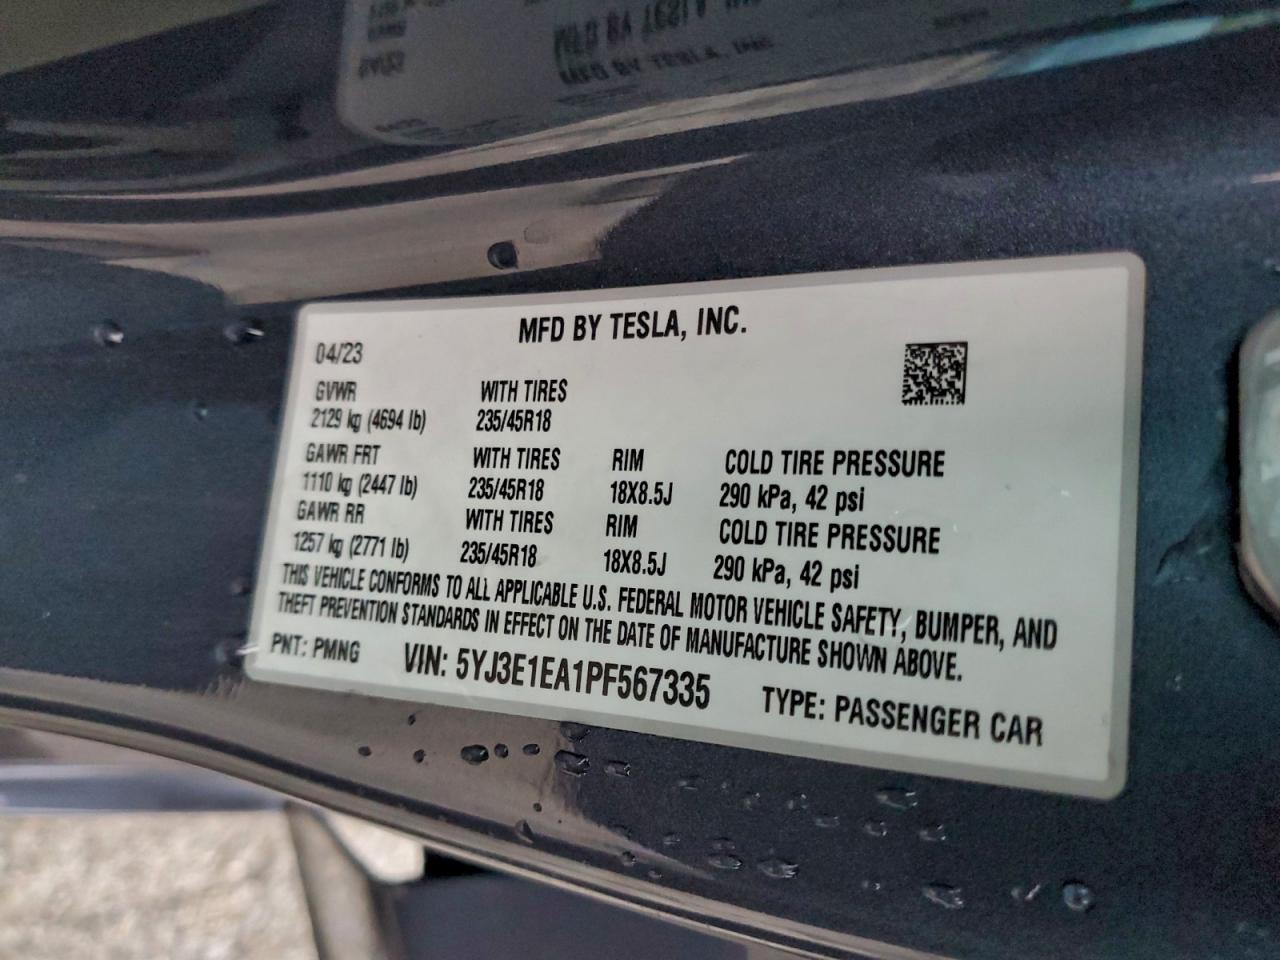 MFD BY TESLA, INC.
04/23
GVWR WITH TIRES
2129 kg (4694 lb) 235/45R18
GAWR FRT WITH TIRES RIM COLD TIRE PRESSURE
1110 kg (2447 lb) 235/45R18 18X8.5J 290 kPa, 42 psi
GAWR RR WITH TIRES RIM COLD TIRE PRESSURE
1257 kg (2771 lb) 235/45R18 18X8.5J 290 kPa, 42 psi
THIS VEHICLE CONFORMS TO ALL APPLICABLE U.S. FEDERAL MOTOR VEHICLE SAFETY, BUMPER, AND
THEFT PREVENTION STANDARDS IN EFFECT ON THE DATE OF MANUFACTURE SHOWN ABOVE.
PNT: PMNG VIN: 5YJ3E1EA1PF567335 TYPE: PASSENGER CAR